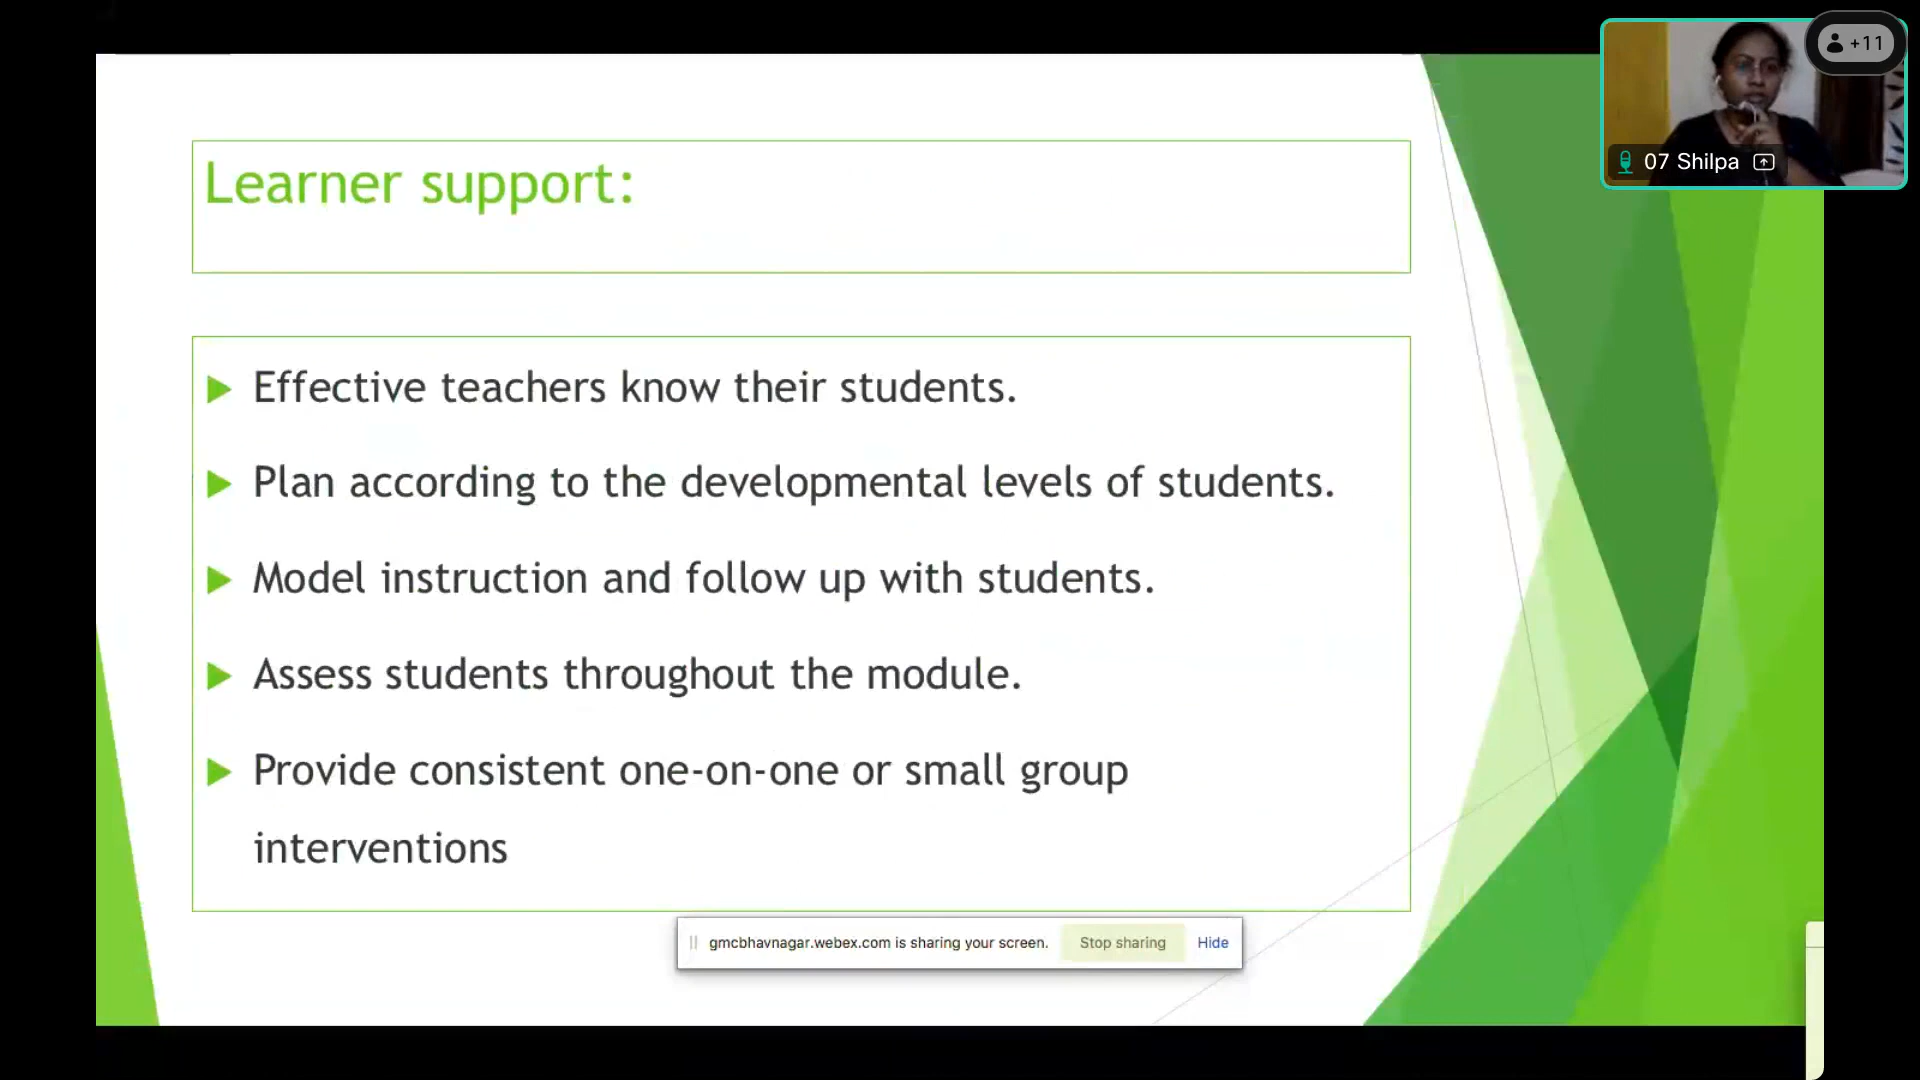 +11
07 Shilpa
Learner support:
Effective teachers know their students.
Plan according to the developmental levels of students.
Model instruction and follow up with students.
Assess students throughout the module.
Provide consistent one-on-one or small group
interventions
gmcbhavnagar.webex.com is sharing your screen. Stop sharing Hide